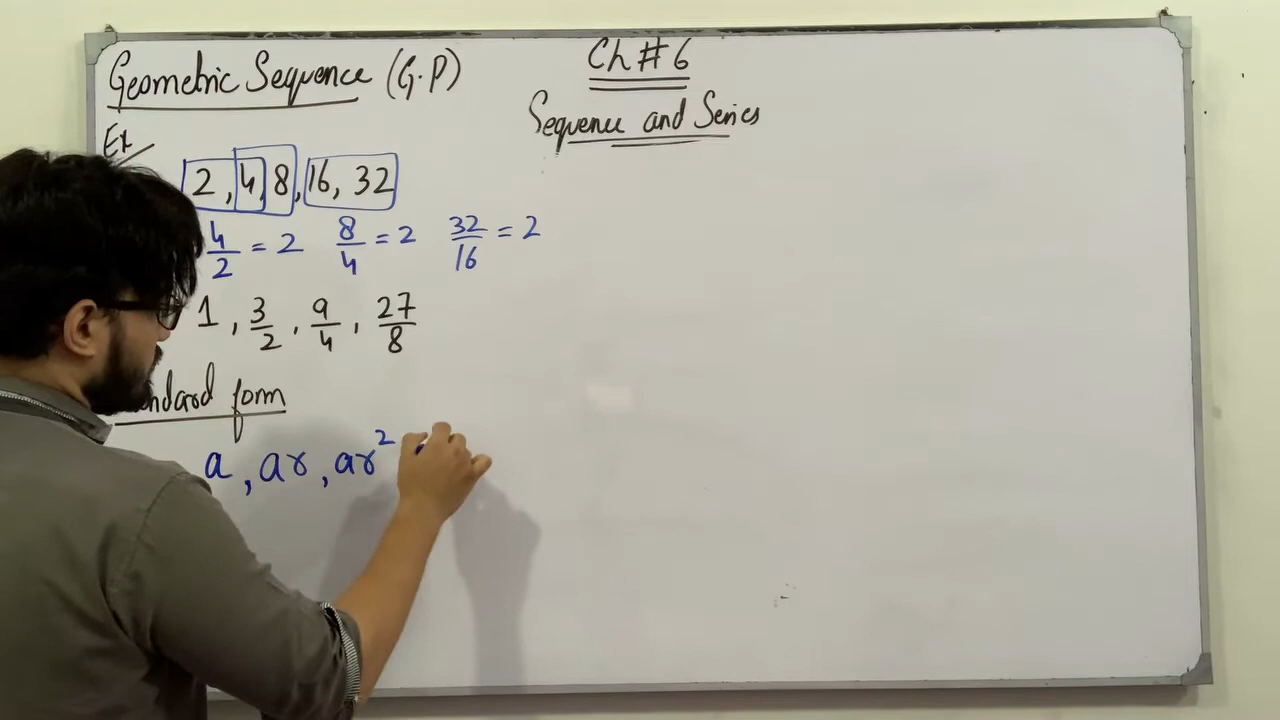 Ch # 6
Sequence and Series
Geometric Sequence (G.P)
Ex
2, 4, 8, 16, 32
4/2 = 2 8/4 = 2 32/16 = 2
1, 3/2, 9/4, 27/8
form
a, ar, ar²